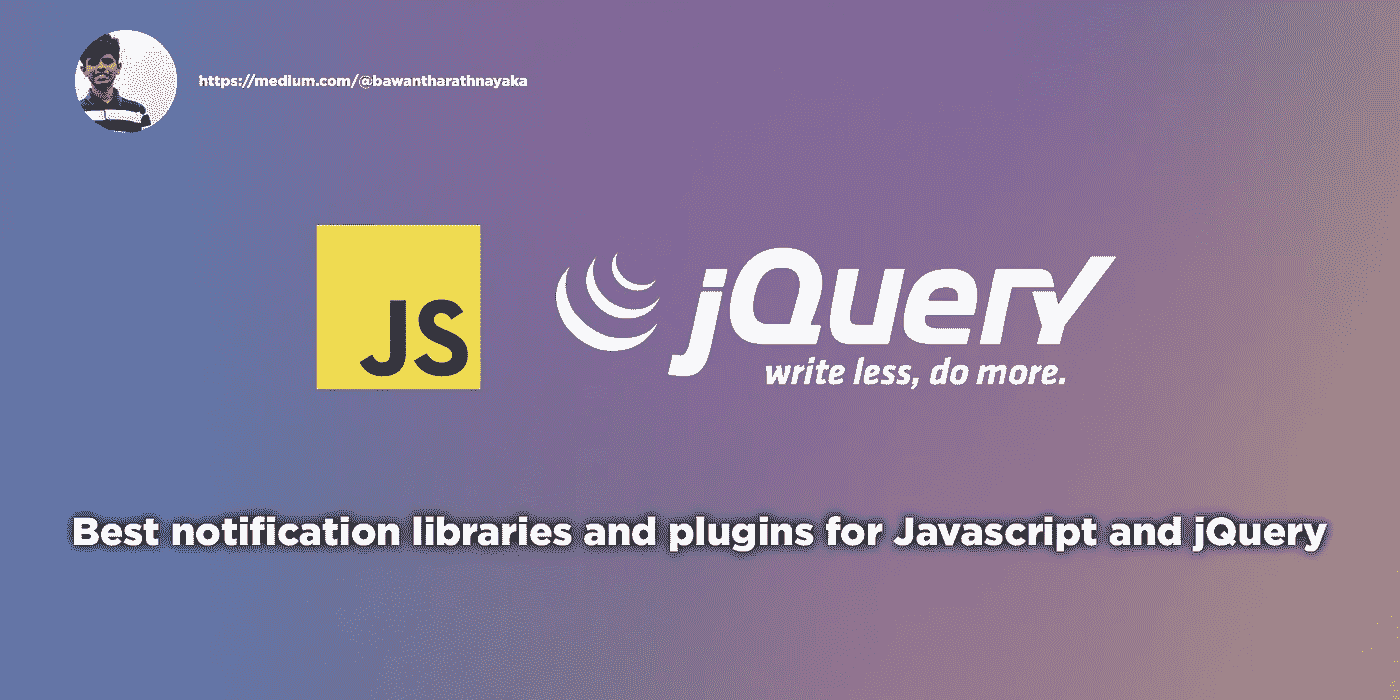 https://medium.com/@bawantharathnayaka
JS
jQuery
write less, do more.
Best notification libraries and plugins for Javascript and jQuery